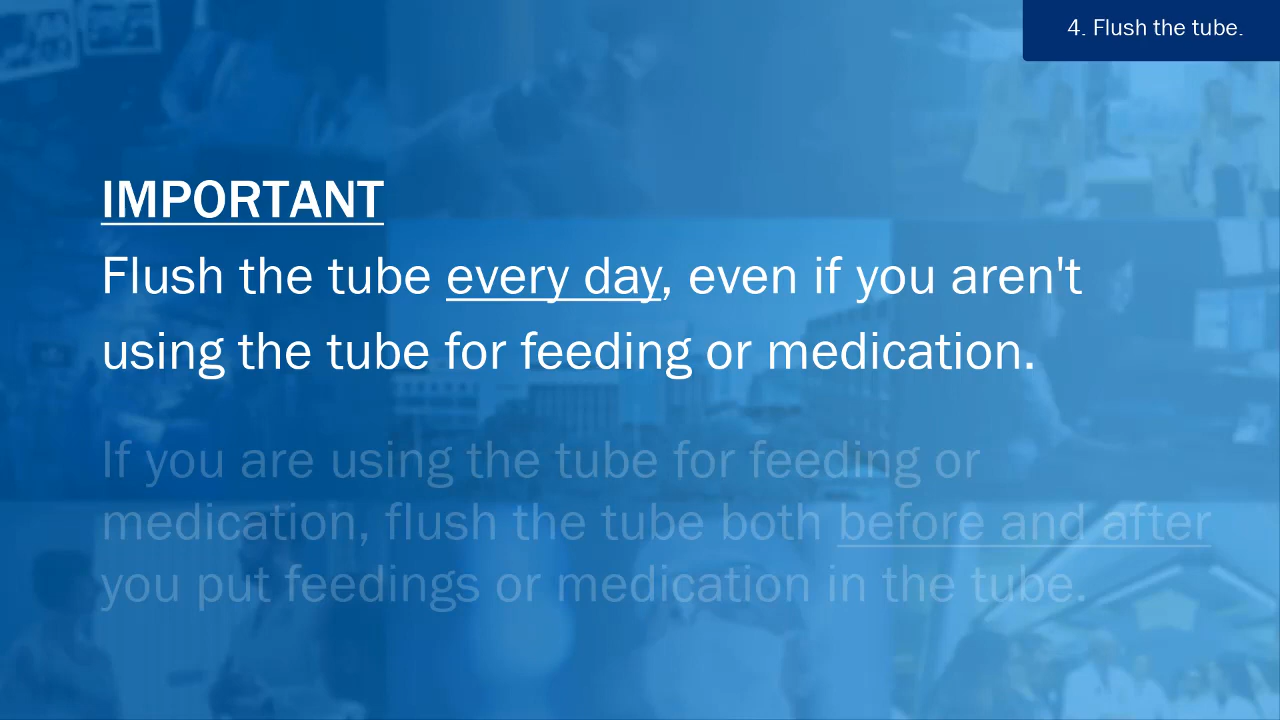 4. Flush the tube.
IMPORTANT
Flush the tube every day, even if you aren't
using the tube for feeding or medication.
If you are using the tube for feeding or
medication, flush the tube both before and after
you put feedings or medication in the tube.